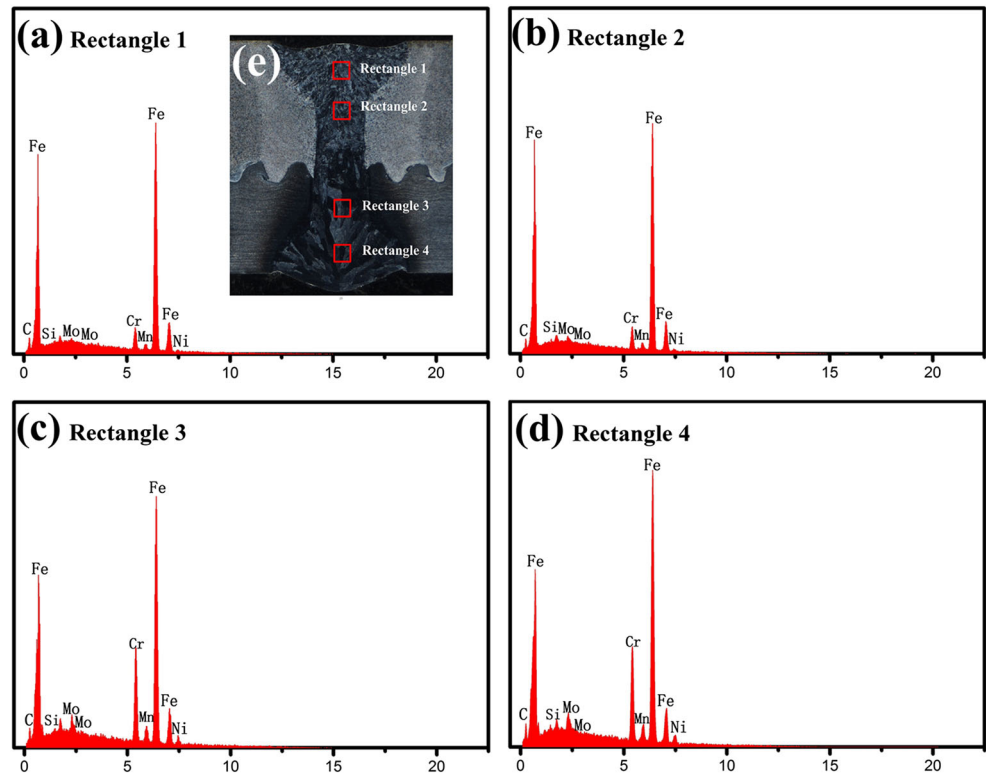 (a) Rectangle 1
(e)
Rectangle 1
Rectangle 2
Rectangle 3
Rectangle 4
Fe
Fe
C
Si
Mo
Mo
Cr
Mn
Fe
Ni
0 5 10 15 20
(b) Rectangle 2
Fe
Fe
C
Si
Mo
Mo
Cr
Mn
Fe
Ni
0 5 10 15 20
(c) Rectangle 3
Fe
Fe
C
Si
Mo
Mo
Cr
Mn
Fe
Ni
0 5 10 15 20
(d) Rectangle 4
Fe
Fe
C
Si
Mo
Mo
Cr
Mn
Fe
Ni
0 5 10 15 20